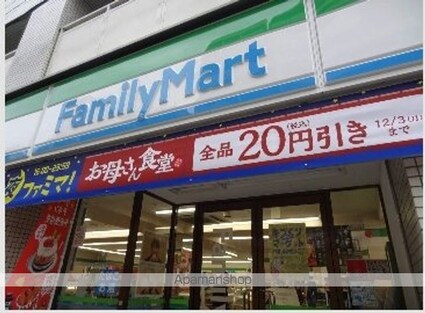 FamilyMart
ファミマ!
お母さん食堂
全品20円引き
(税込)
12/3(月)まで
Apamanshop